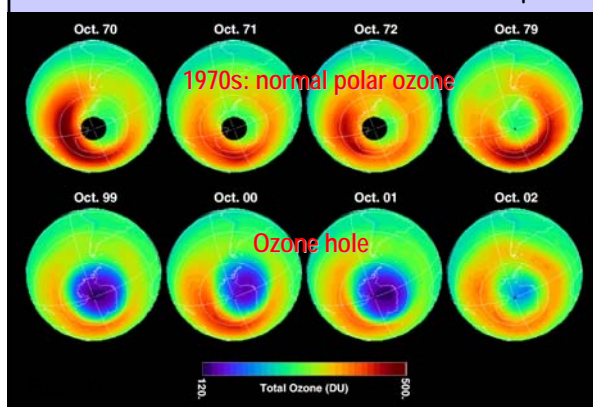 Oct. 70 Oct. 71 Oct. 72 Oct. 79
1970s: normal polar ozone
Oct. 99 Oct. 00 Oct. 01 Oct. 02
Ozone hole
120. Total Ozone (DU) 500.